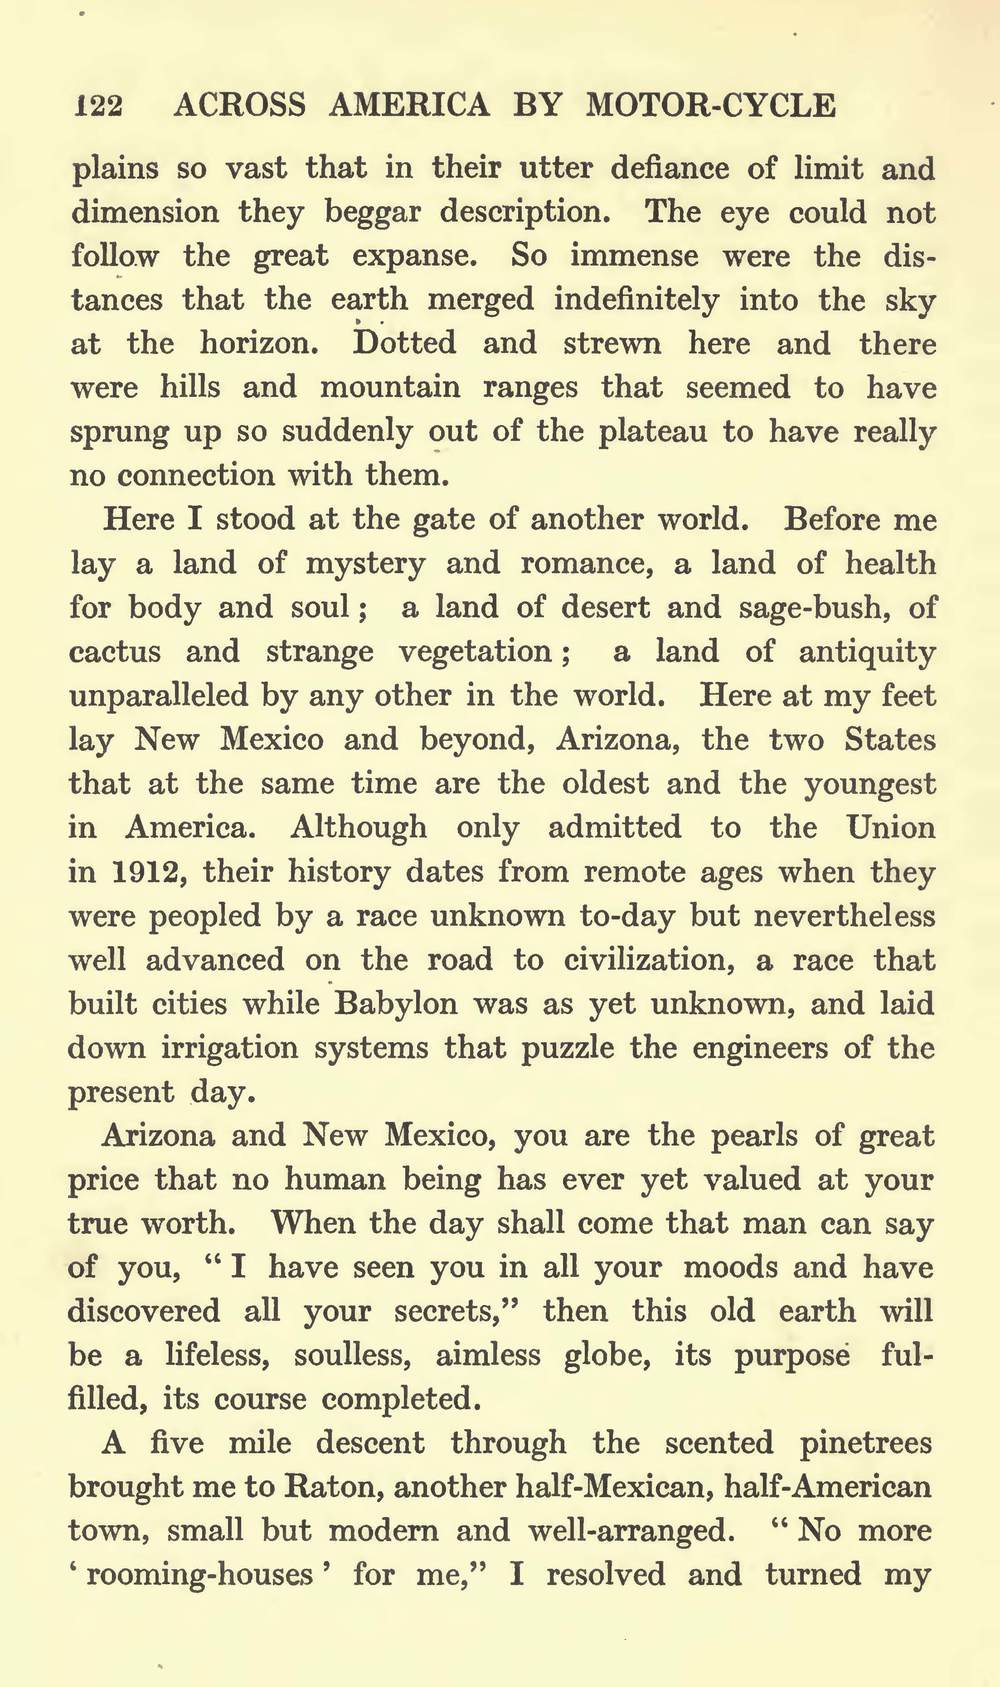 122 ACROSS AMERICA BY MOTOR-CYCLE
plains so vast that in their utter defiance of limit and
dimension they beggar description. The eye could not
follow the great expanse. So immense were the dis-
tances that the earth merged indefinitely into the sky
at the horizon. Dotted and strewn here and there
were hills and mountain ranges that seemed to have
sprung up so suddenly out of the plateau to have really
no connection with them.
Here I stood at the gate of another world. Before me
lay a land of mystery and romance, a land of health
for body and soul ; a land of desert and sage-bush, of
cactus and strange vegetation ; a land of antiquity
unparalleled by any other in the world. Here at my feet
lay New Mexico and beyond, Arizona, the two States
that at the same time are the oldest and the youngest
in America. Although only admitted to the Union
in 1912, their history dates from remote ages when they
were peopled by a race unknown to-day but nevertheless
well advanced on the road to civilization, a race that
built cities while Babylon was as yet unknown, and laid
down irrigation systems that puzzle the engineers of the
present day.
Arizona and New Mexico, you are the pearls of great
price that no human being has ever yet valued at your
true worth. When the day shall come that man can say
of you, “ I have seen you in all your moods and have
discovered all your secrets,” then this old earth will
be a lifeless, soulless, aimless globe, its purpose ful-
filled, its course completed.
A five mile descent through the scented pinetrees
brought me to Raton, another half-Mexican, half-American
town, small but modern and well-arranged. “ No more
‘ rooming-houses ’ for me,” I resolved and turned my